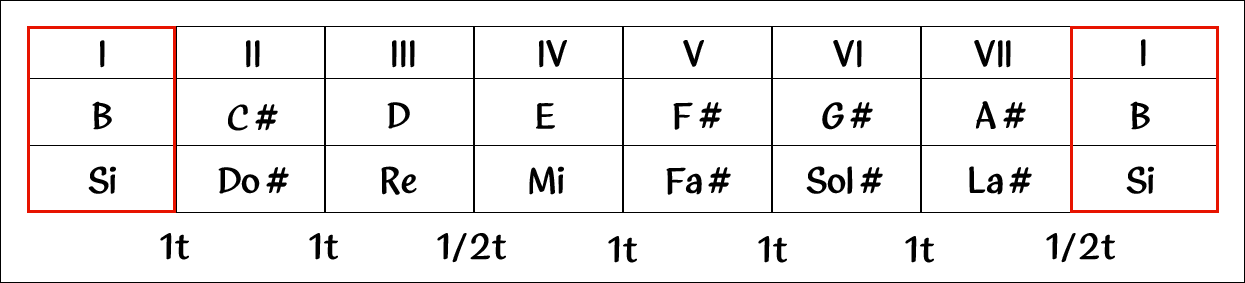 I II III IV V VI VII I
B C# D E F# G# A# B
Si Do# Re Mi Fa# Sol# La# Si
1t 1t 1/2t 1t 1t 1t 1/2t